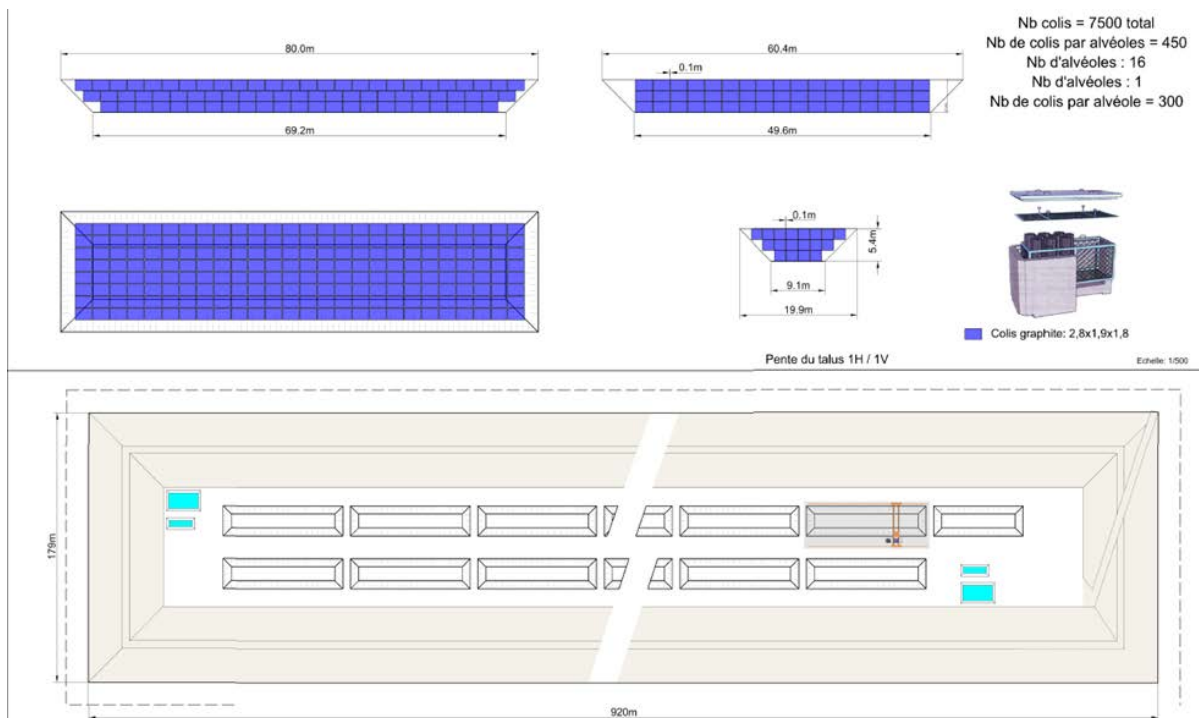 Nb colis = 7500 total
Nb de colis par alvéoles = 450
Nb d'alvéoles : 16
Nb d'alvéoles : 1
Nb de colis par alvéole = 300
80.0m
60.4m
0.1m
69.2m
49.6m
0.1m
5.4m
9.1m
19.9m
Colis graphite: 2,8x1,9x1,8
Pente du talus 1H / 1V
Echelle: 1/500
179m
920m